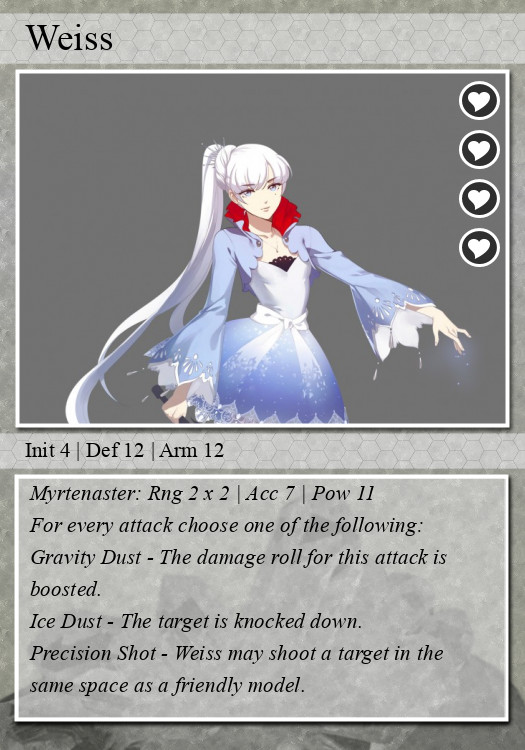 Weiss
Init 4 | Def 12 | Arm 12
Myrtenaster: Rng 2 x 2 | Acc 7 | Pow 11
For every attack choose one of the following:
Gravity Dust - The damage roll for this attack is
boosted.
Ice Dust - The target is knocked down.
Precision Shot - Weiss may shoot a target in the
same space as a friendly model.